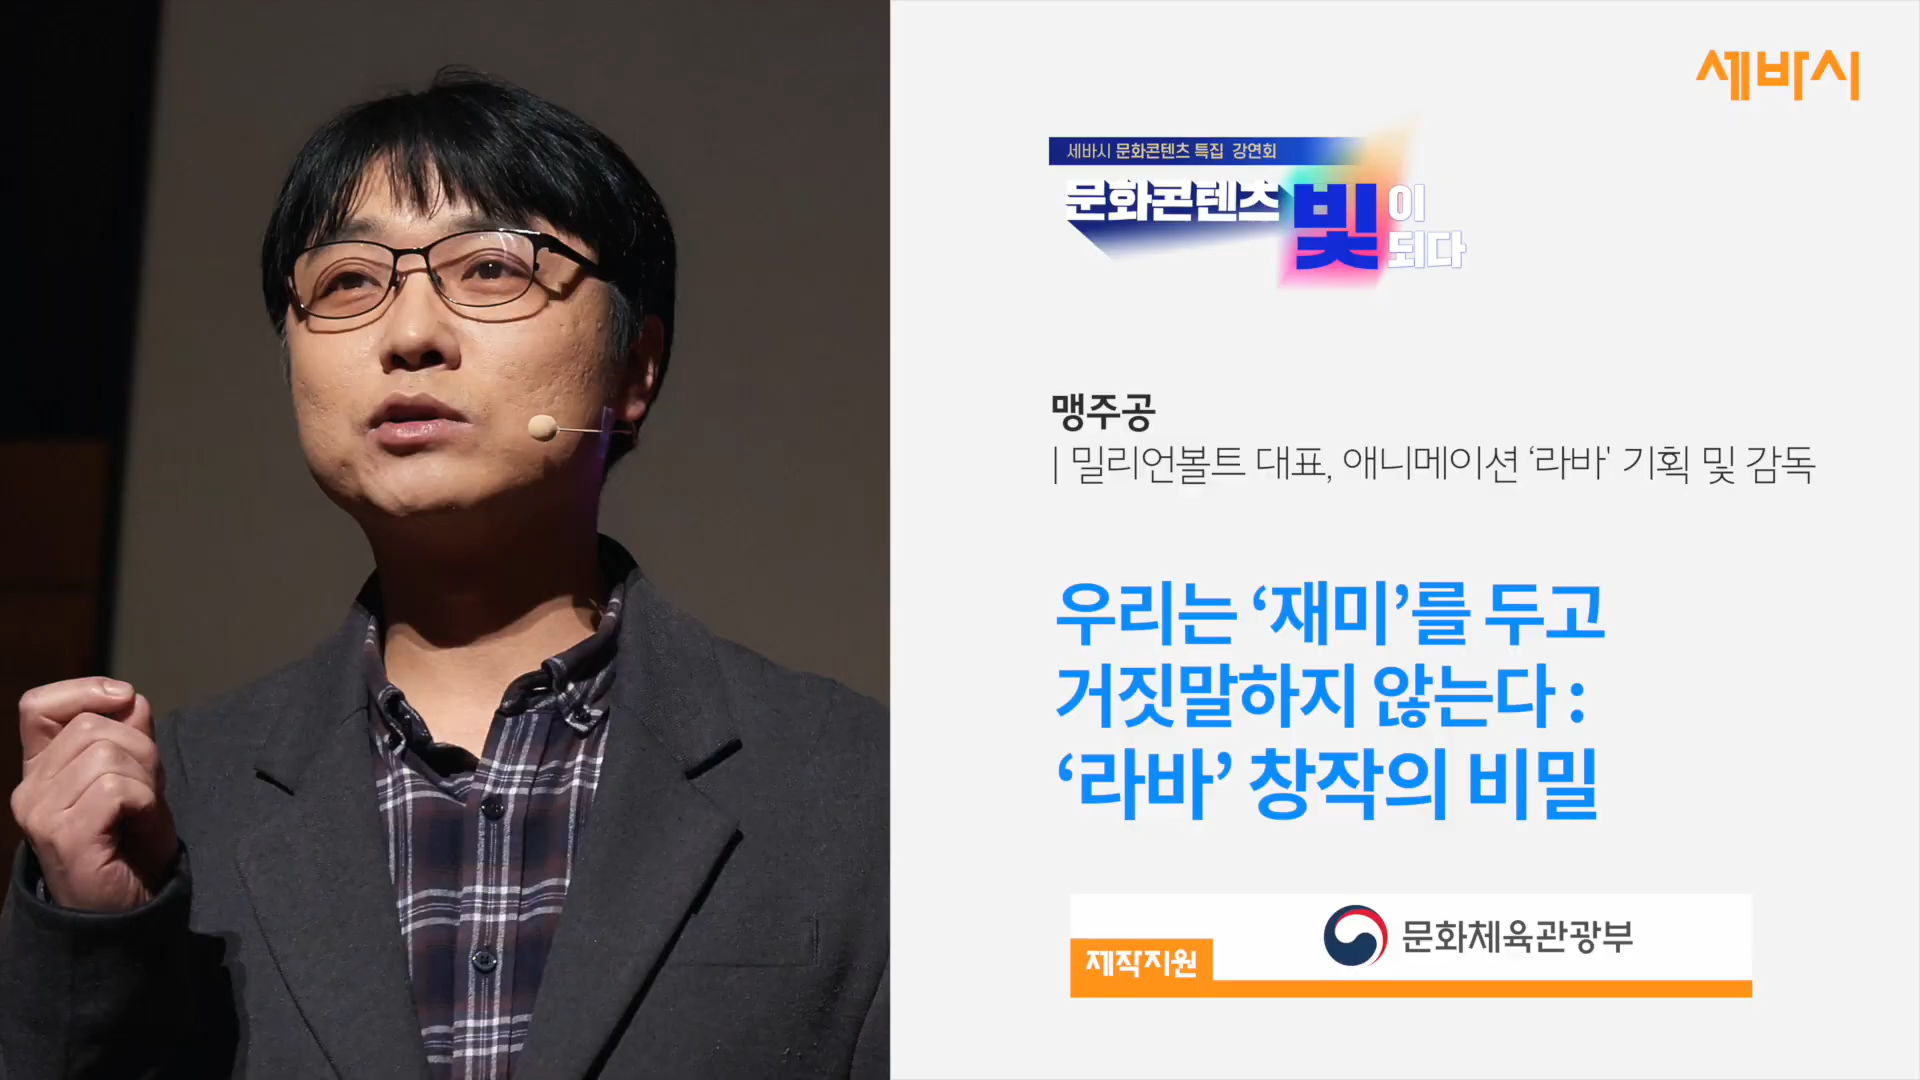 세바시
세바시 문화콘텐츠 특집 강연회
문화콘텐츠 빛이
되다
맹주공
| 밀리언볼트 대표, 애니메이션 ‘라바' 기획 및 감독
우리는 ‘재미’를 두고
거짓말하지 않는다 :
‘라바’ 창작의 비밀
문화체육관광부
제작지원